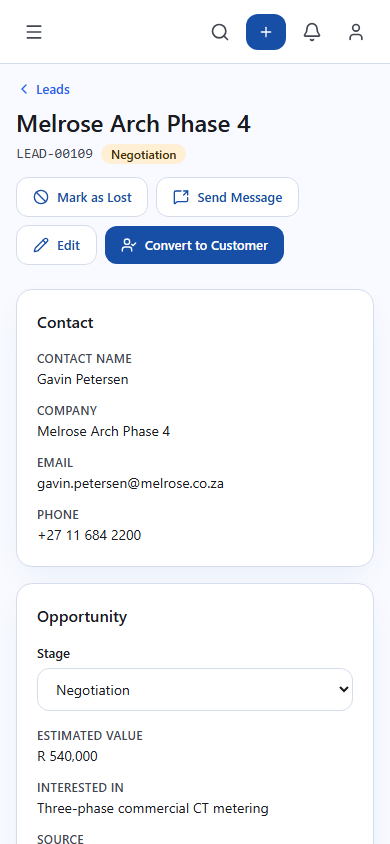 Leads
Melrose Arch Phase 4
LEAD-00109 Negotiation
Mark as Lost Send Message
Edit Convert to Customer
Contact
CONTACT NAME
Gavin Petersen
COMPANY
Melrose Arch Phase 4
EMAIL
gavin.petersen@melrose.co.za
PHONE
+27 11 684 2200
Opportunity
Stage
Negotiation
ESTIMATED VALUE
R 540,000
INTERESTED IN
Three-phase commercial CT metering
SOURCE